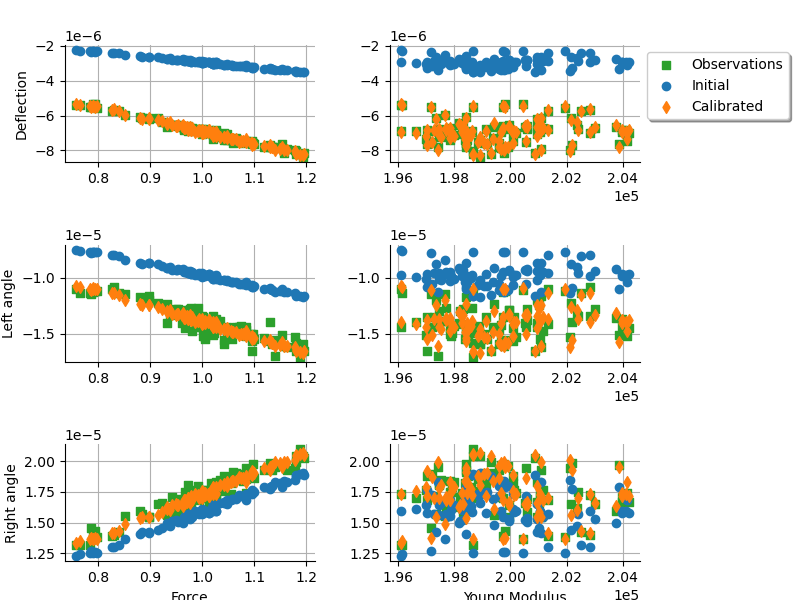 1e−6
−2
−4
−6
−8
Deflection
0.8 0.9 1.0 1.1 1.2
1e−6
−2
−4
−6
−8
1.96 1.98 2.00 2.02 2.04
1e5
Observations
Initial
Calibrated
1e−5
−1.0
−1.5
Left angle
0.8 0.9 1.0 1.1 1.2
1e−5
−1.0
−1.5
1.96 1.98 2.00 2.02 2.04
1e5
1e−5
2.00
1.75
1.50
1.25
Right angle
0.8 0.9 1.0 1.1 1.2
Force
1e−5
2.00
1.75
1.50
1.25
1.96 1.98 2.00 2.02 2.04
1e5
Young Modulus